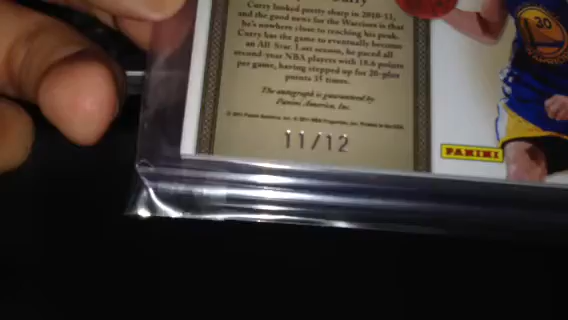 Curry
Curry looked pretty sharp in 2010-11,
and the good news for the Warriors is that
he's nowhere close to reaching his peak.
Curry has the game to eventually become
an All-Star. Last season, he paced all
second-year NBA players with 18.6 points
per game, having stepped up for 20-plus
points 35 times.
The autograph is guaranteed by
Panini America, Inc.
11/12
PANINI
20